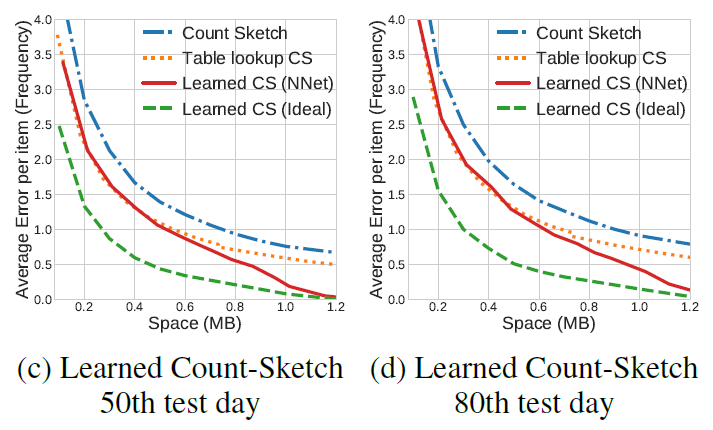 Average Error per item (Frequency)
4.0
3.5
3.0
2.5
2.0
1.5
1.0
0.5
0.0
Count Sketch
Table lookup CS
Learned CS (NNet)
Learned CS (Ideal)
0.2 0.4 0.6 0.8 1.0 1.2
Space (MB)
(c) Learned Count-Sketch
50th test day
Average Error per item (Frequency)
4.0
3.5
3.0
2.5
2.0
1.5
1.0
0.5
0.0
Count Sketch
Table lookup CS
Learned CS (NNet)
Learned CS (Ideal)
0.2 0.4 0.6 0.8 1.0 1.2
Space (MB)
(d) Learned Count-Sketch
80th test day